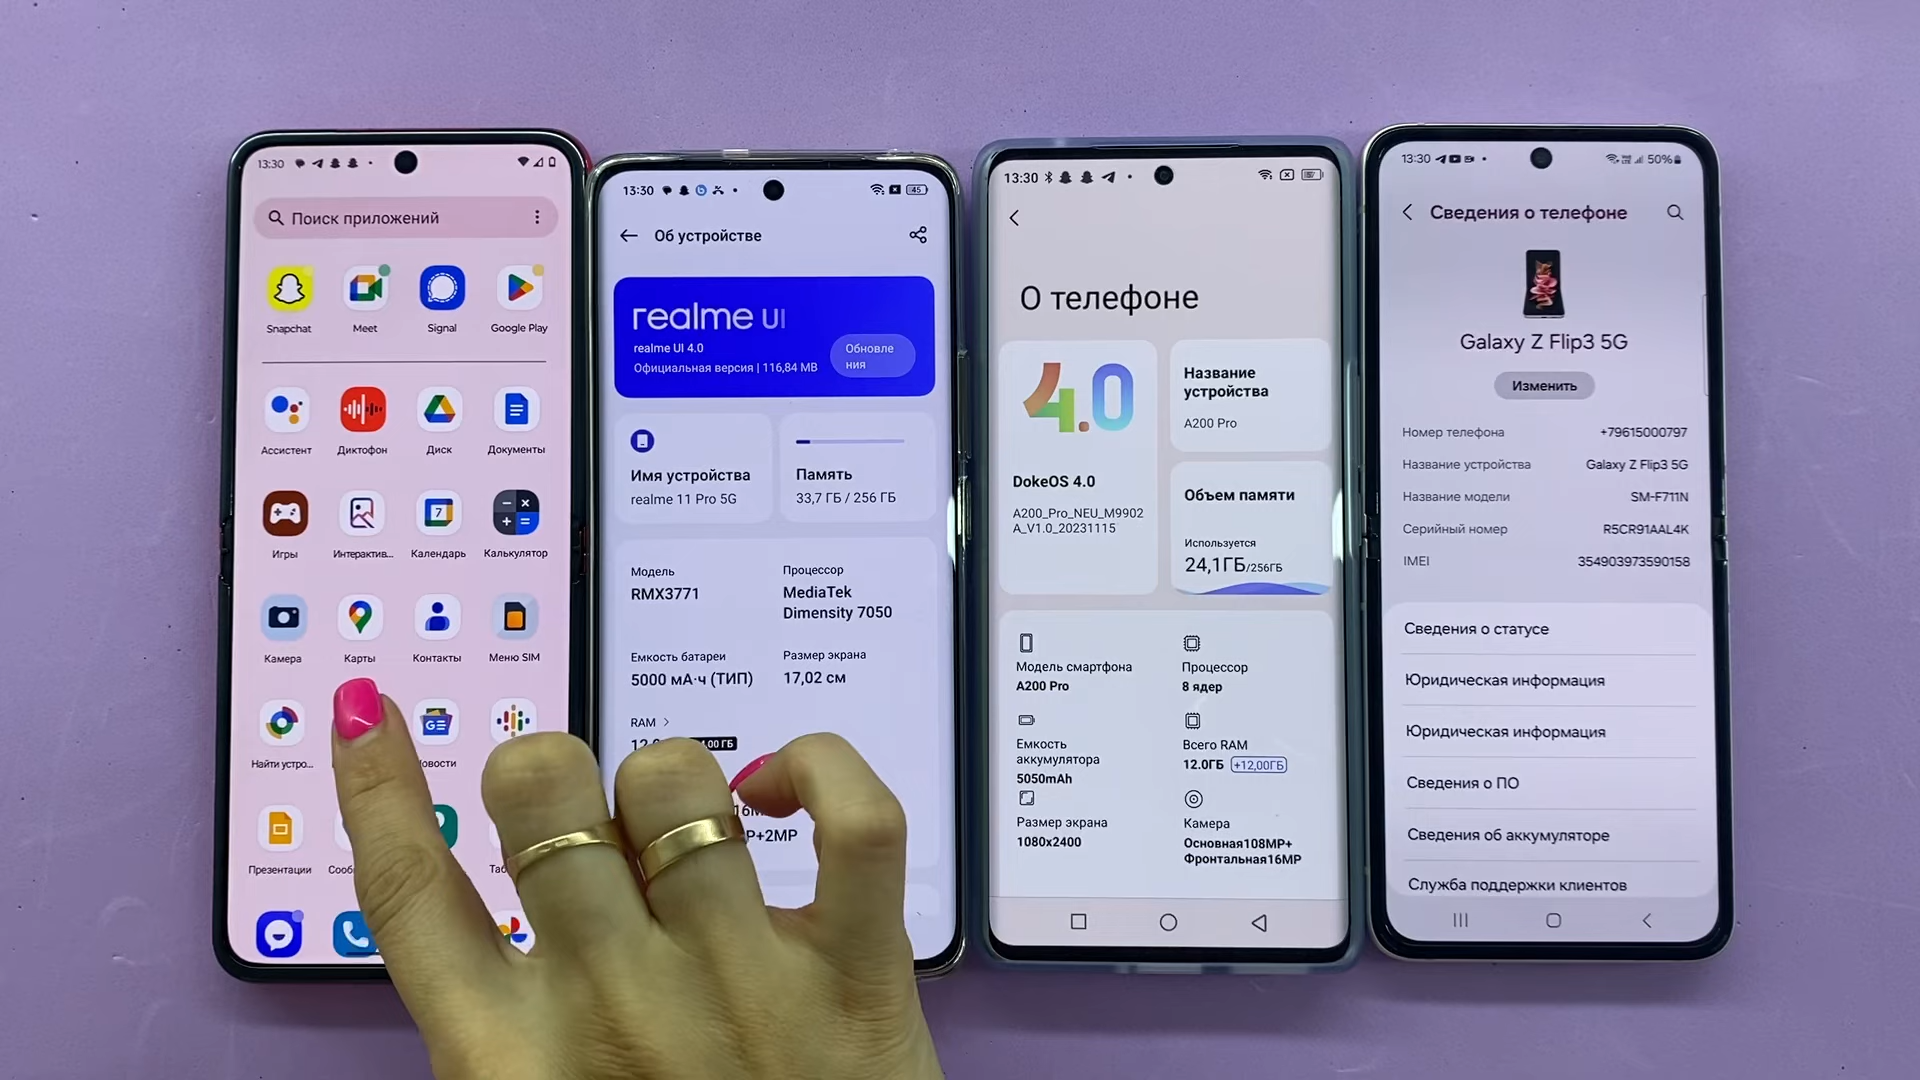 13:30
Поиск приложений
Snapchat
Meet
Signal
Google Play
Ассистент
Диктофон
Диск
Документы
Игры
Интерактив...
Календарь
Калькулятор
Камера
Карты
Контакты
Меню SIM
Найти устро...
овости
Презентации
Сооб
Таб
13:30
45
Об устройстве
realme UI
realme UI 4.0
Официальная версия | 116,84 MB
Обновле
ния
Имя устройства
realme 11 Pro 5G
Память
33,7 ГБ / 256 ГБ
Модель
RMX3771
Процессор
MediaTek
Dimensity 7050
Емкость батареи
5000 мА·ч (ТИП)
Размер экрана
17,02 см
RAM
P+2MP
13:30
О телефоне
4.0
DokeOS 4.0
A200_Pro_NEU_M9902
A_V1.0_20231115
Название
устройства
A200 Pro
Объем памяти
Используется
24,1ГБ/256ГБ
Модель смартфона
A200 Pro
Процессор
8 ядер
Емкость
аккумулятора
5050mAh
Всего RAM
12.0ГБ +12,00ГБ
Размер экрана
1080x2400
Камера
Основная108MP+
Фронтальная16MP
13:30
50%
Сведения о телефоне
Galaxy Z Flip3 5G
Изменить
Номер телефона +79615000797
Название устройства Galaxy Z Flip3 5G
Название модели SM-F711N
Серийный номер R5CR91AAL4K
IMEI 354903973590158
Сведения о статусе
Юридическая информация
Юридическая информация
Сведения о ПО
Сведения об аккумуляторе
Служба поддержки клиентов